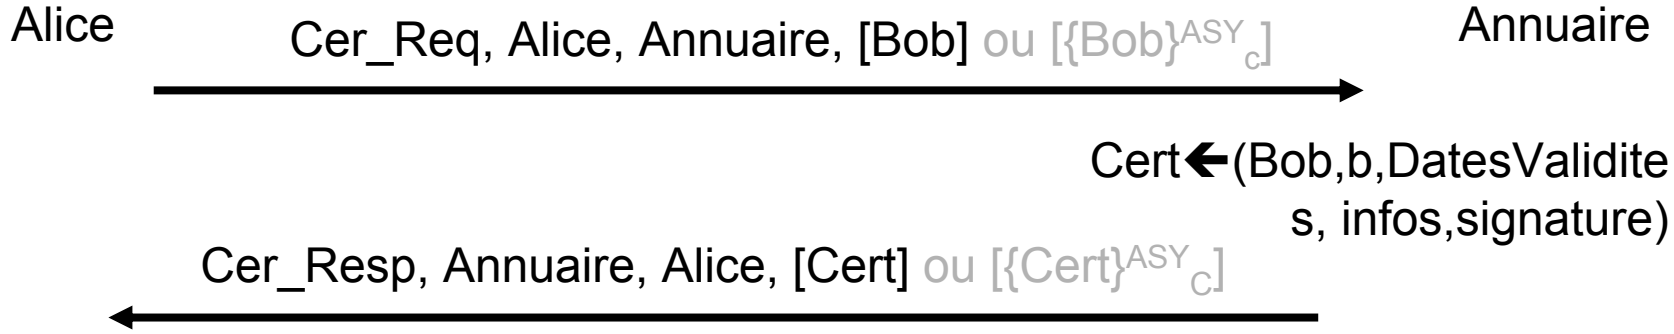 Alice
Cer_Req, Alice, Annuaire, [Bob] ou [{Bob}ASYc]
Annuaire
Cert🡸(Bob,b,DatesValidite
s, infos,signature)
Cer_Resp, Annuaire, Alice, [Cert] ou [{Cert}ASYC]